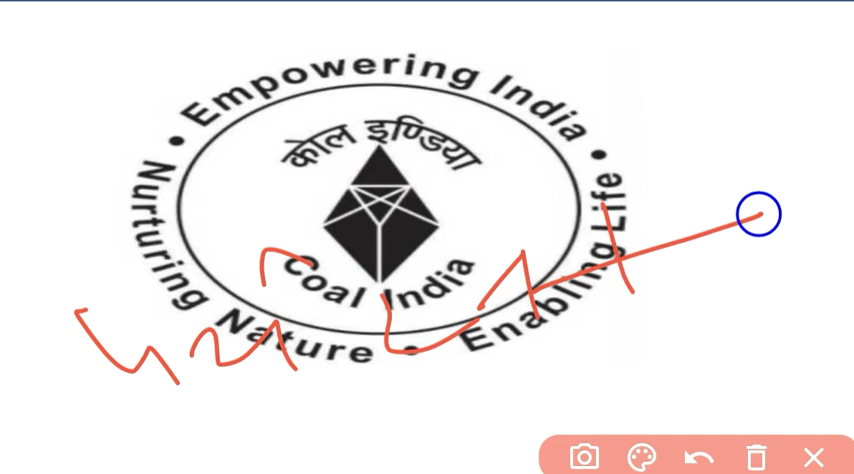 Empowering India • Enabling Life • Nurturing Nature •
कोल इण्डिया
Coal India